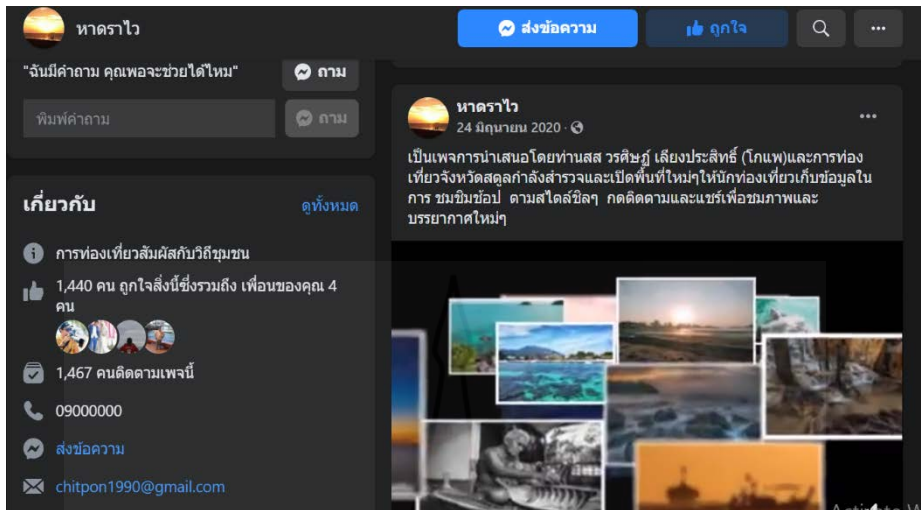 หาดราไว
ส่งข้อความ
ถูกใจ
"ฉันมีคำถาม คุณพอจะช่วยได้ไหม"
ถาม
พิมพ์คำถาม
ถาม
เกี่ยวกับ
ดูทั้งหมด
การท่องเที่ยวสัมผัสกับวิถีชุมชน
1,440 คน ถูกใจสิ่งนี้ซึ่งรวมถึง เพื่อนของคุณ 4
คน
1,467 คนติดตามเพจนี้
09000000
ส่งข้อความ
chitpon1990@gmail.com
หาดราไว
24 มิถุนายน 2020
เป็นเพจการนำเสนอโดยท่านสส วรศิษฎ์ เลียงประสิทธิ์ (โกแพ)และการท่อง
เที่ยวจังหวัดสตูลกำลังสำรวจและเปิดพื้นที่ใหม่ๆให้นักท่องเที่ยวเก็บข้อมูลใน
การ ชมชิมช้อป ตามสไตล์ชิลๆ กดติดตามและแชร์เพื่อชมภาพและ
บรรยากาศใหม่ๆ